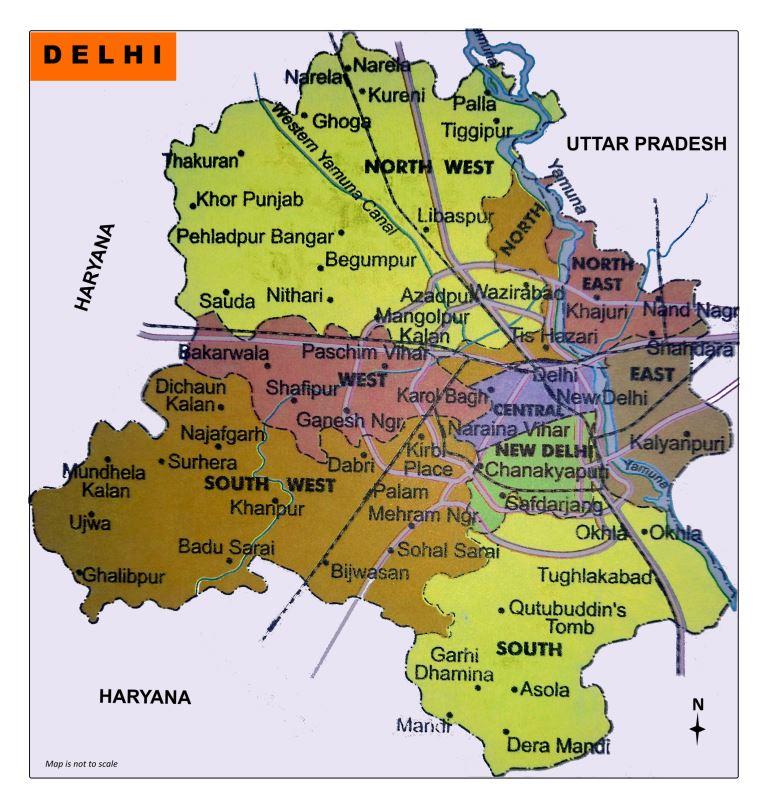 DELHI
Yamuna
Narela
Narela
Kureni
Palla
Ghoga
Tiggipur
UTTAR PRADESH
Western Yamuna Canal
Thakuran
NORTH WEST
Yamuna
Khor Punjab
Libaspur
NORTH
Pehladpur Bangar
HARYANA
Begumpur
NORTH
EAST
Sauda
Nithari
Azadpur
Wazirabad
Khajuri
Nand Nagr
Mangolpur
Kalan
Tis Hazari
Bakarwala
Paschim Vihar
Shahdara
WEST
Delhi
EAST
Dichaun
Kalan
Shafipur
Karol Bagh
New Delhi
CENTRAL
Ganesh Ngr.
Naraina Vihar
Najafgarh
Kirbi
Place
NEW DELHI
Kalyanpuri
Surhera
Dabri
Chanakyapuri
Mundhela
Kalan
SOUTH WEST
Yamuna
Palam
Khanpur
Safdarjang
Ujwa
Mehram Ngr.
Okhla
Okhla
Badu Sarai
Sohal Sarai
Ghalibpur
Bijwasan
Tughlakabad
Qutubuddin's
Tomb
SOUTH
Garhi
Dhamina
HARYANA
Asola
Mandi
N
Dera Mandi
Map is not to scale